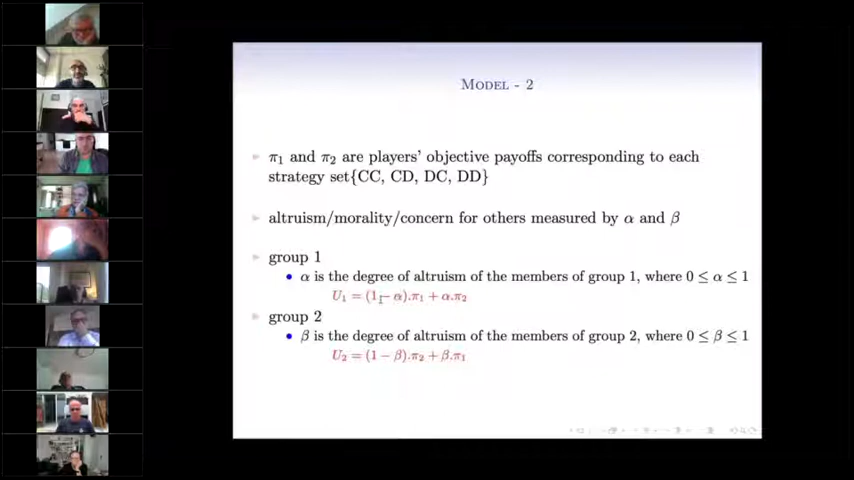 Model - 2
π₁ and π₂ are players' objective payoffs corresponding to each
strategy set{CC, CD, DC, DD}
altruism/morality/concern for others measured by α and β
group 1
α is the degree of altruism of the members of group 1, where 0 ≤ α ≤ 1
U₁ = (1 − α).π₁ + α.π₂
group 2
β is the degree of altruism of the members of group 2, where 0 ≤ β ≤ 1
U₂ = (1 − β).π₂ + β.π₁